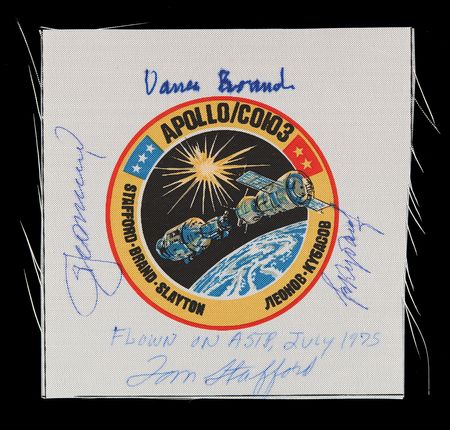 Vance Brand
APOLLO/СОЮЗ
STAFFORD·BRAND·SLAYTON
ЛЕОНОВ·КУБАСОВ
FLOWN ON ASTP, JULY 1975
Tom Stafford